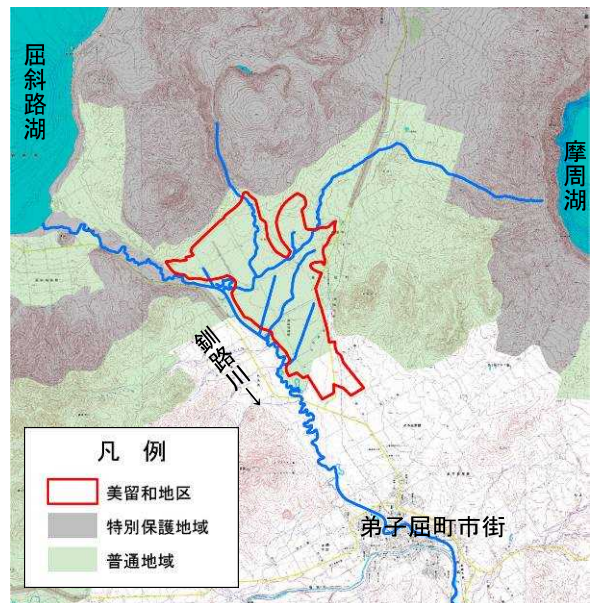 屈斜路湖
摩周湖
釧路川
→
弟子屈町市街
凡 例
美留和地区
特別保護地域
普通地域